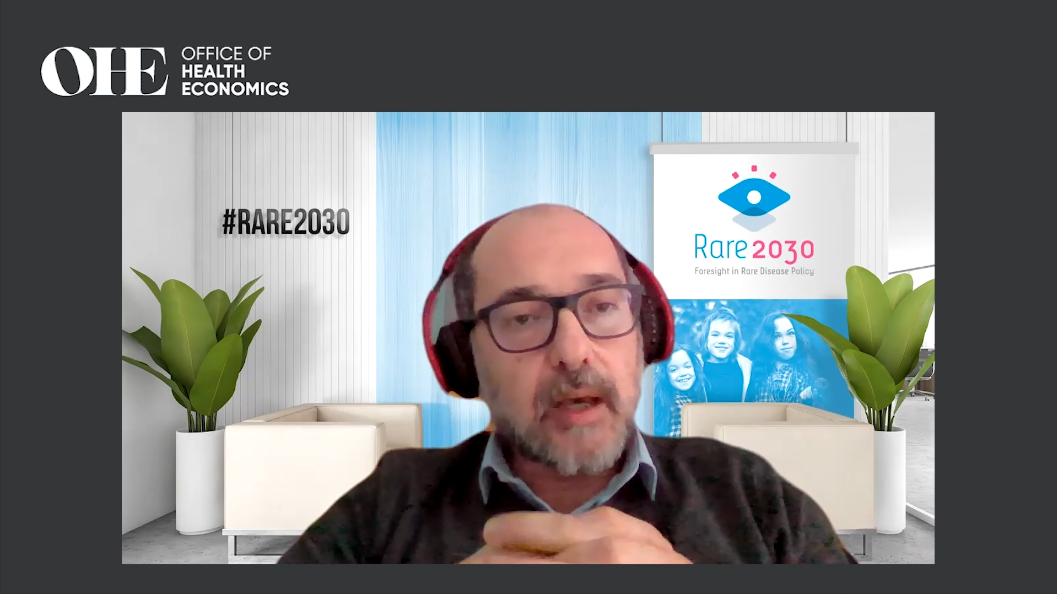 OHE
OFFICE OF
HEALTH
ECONOMICS
#RARE2030
Rare 2030
Foresight in Rare Disease Policy